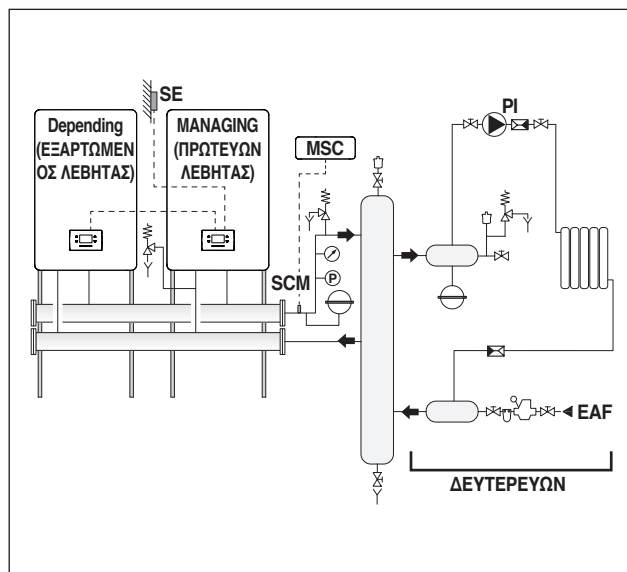 SE
PI
Depending
(ΕΞΑΡΤΩΜΕΝ
ΟΣ ΛΕΒΗΤΑΣ)
MANAGING
(ΠΡΩΤΕΥΩΝ
ΛΕΒΗΤΑΣ)
MSC
SCM
P
EAF
ΔΕΥΤΕΡΕΥΩΝ